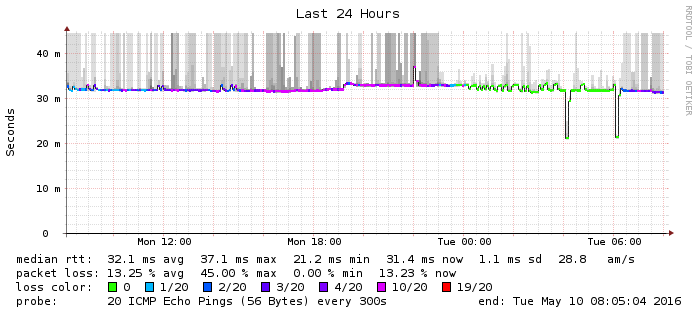 Last 24 Hours
RRDTOOL / TOBI OETIKER
Seconds
40 m
30 m
20 m
10 m
0
Mon 12:00 Mon 18:00 Tue 00:00 Tue 06:00
median rtt: 32.1 ms avg 37.1 ms max 21.2 ms min 31.4 ms now 1.1 ms sd 28.8 am/s
packet loss: 13.25 % avg 45.00 % max 0.00 % min 13.23 % now
loss color: 0 1/20 2/20 3/20 4/20 10/20 19/20
probe: 20 ICMP Echo Pings (56 Bytes) every 300s end: Tue May 10 08:05:04 2016